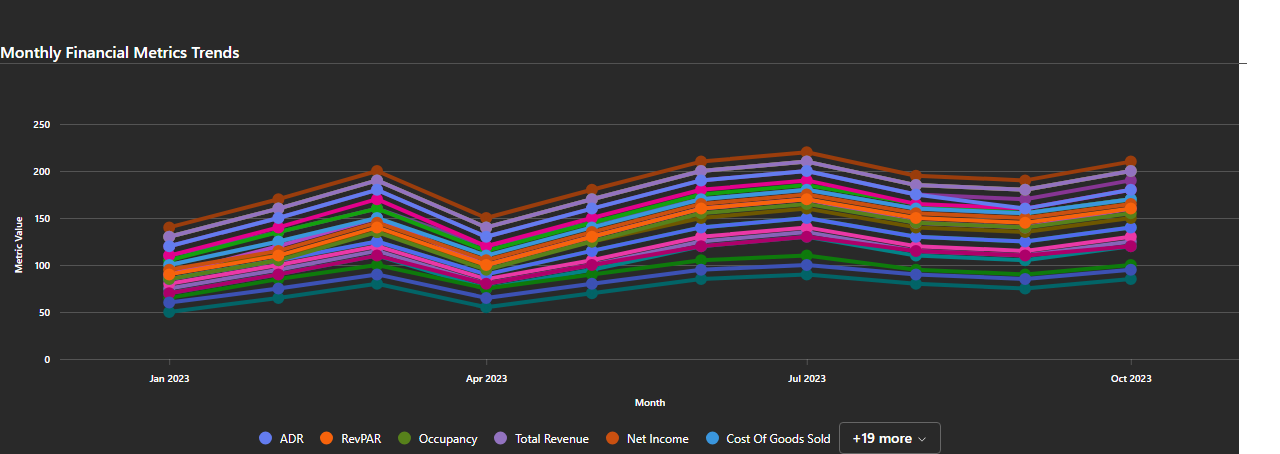 Monthly Financial Metrics Trends
250
200
150
100
50
0
Metric Value
Jan 2023 Apr 2023 Jul 2023 Oct 2023
Month
ADR RevPAR Occupancy Total Revenue Net Income Cost Of Goods Sold +19 more